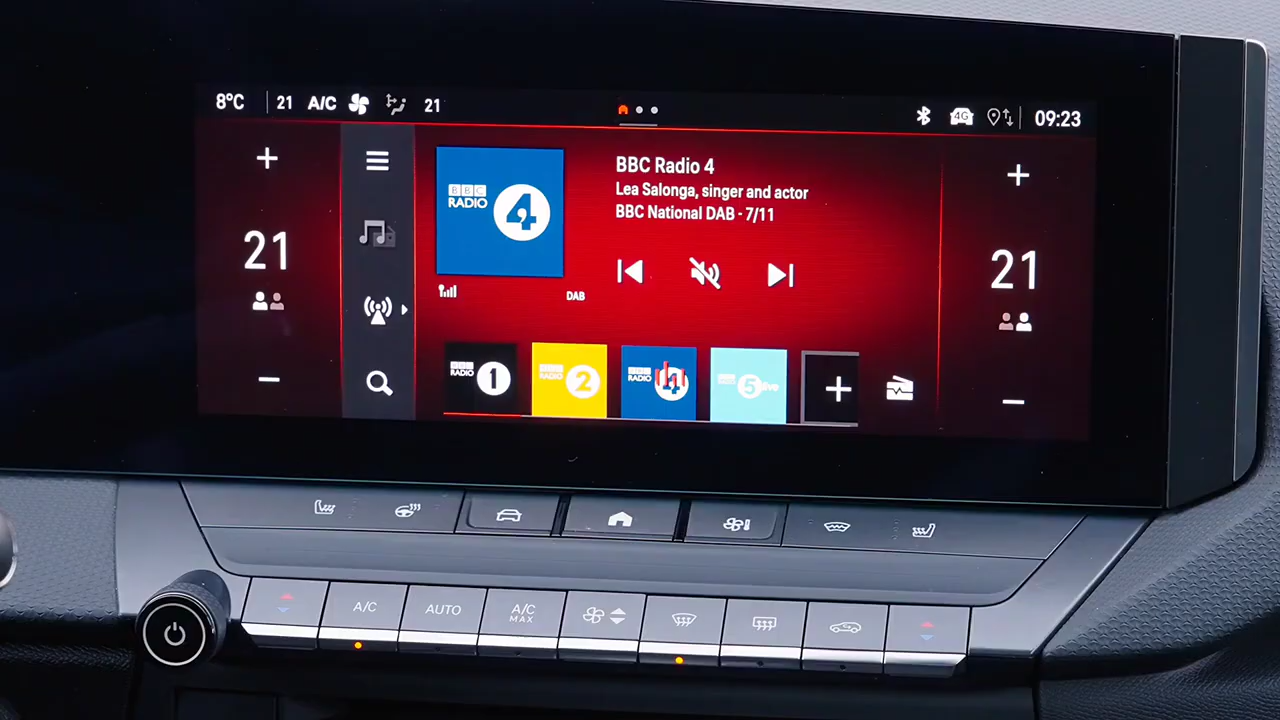 8°C 21 A/C 21
4G 09:23
21
BBC
RADIO 4
BBC Radio 4
Lea Salonga, singer and actor
BBC National DAB - 7/11
DAB
21
BBC
RADIO 1
BBC
RADIO 2
BBC
RADIO 4
5 live
A/C
AUTO
A/C
MAX